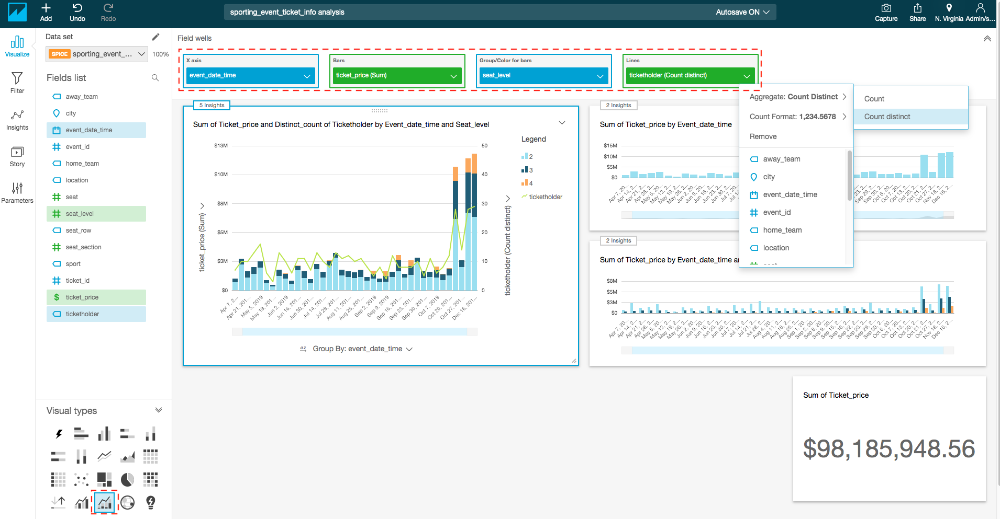 Add
Undo
Redo
sporting_event_ticket_info analysis
Autosave ON
Capture
Share
N. Virginia
Admin/s...
Visualize
Filter
Insights
Story
Parameters
Data set
SPICE sporting_event_...
100%
Fields list
away_team
city
event_date_time
event_id
home_team
location
seat
seat_level
seat_row
seat_section
sport
ticket_id
ticket_price
ticketholder
Visual types
Field wells
X axis
event_date_time
Bars
ticket_price (Sum)
Group/Color for bars
seat_level
Lines
ticketholder (Count distinct)
Aggregate: Count Distinct
Count Format: 1,234.5678
Remove
away_team
city
event_date_time
event_id
home_team
location
Count
Count distinct
5 Insights
Sum of Ticket_price and Distinct_count of Ticketholder by Event_date_time and Seat_level
$13M
$10M
$8M
$5M
$3M
$0
50
40
30
20
10
0
ticket_price (Sum)
ticketholder (Count distinct)
Legend
2
3
4
ticketholder
Apr 7, 2...
Apr 21, 201...
May 5, 2019
May 19, 201...
Jun 2, 2019
Jun 16, 201...
Jun 30, 201...
Jul 14, 201...
Jul 28, 201...
Aug 11, 201...
Aug 25, 201...
Sep 2, 2019
Sep 9, 2019
Sep 16, 201...
Sep 23, 201...
Sep 30, 201...
Oct 7, 2019
Oct 20, 201...
Oct 27, 201...
Dec 16, 201...
az
Group By: event_date_time
2 Insights
Sum of Ticket_price by Event_date_time
$15M
$10M
$5M
$0
Apr 7, 20...
Apr 14, 2...
Apr 21, 2...
Apr 28, 2...
May 5, 20...
May 12, 2...
May 19, 2...
May 26, 2...
Jun 2, 20...
Jun 9, 20...
Jun 16, 2...
Jun 23, 2...
Jun 30, 2...
Jul 7, 20...
Jul 14
23, 2...
Sep 29, 2...
Sep 30, 2...
Oct 6, 20...
Oct 7, 20...
Oct 13, 2...
Oct 20, 2...
Oct 21, 2...
Oct 27, 2...
Nov 18, 2...
Dec 16, 2...
2 Insights
Sum of Ticket_price by Event_date_time a
$8M
$5M
$3M
$0
Apr 7, 20...
Apr 14, 2...
Apr 21, 2...
Apr 28, 2...
May 5, 20...
May 12, 2...
May 19, 2...
May 26, 2...
Jun 2, 20...
Jun 9, 20...
Jun 16, 2...
Jun 23, 2...
Jun 30, 2...
Jul 7, 20...
Jul 14, 2...
Jul 21, 2...
Jul 28, 2...
Aug 4, 20...
Aug 11, 2...
Aug 18, 2...
Aug 25, 2...
Sep 1, 20...
Sep 2, 20...
Sep 8, 20...
Sep 9, 20...
Sep 15, 2...
Sep 16, 2...
Sep 22, 2...
Sep 23, 2...
Sep 29, 2...
Sep 30, 2...
Oct 6, 20...
Oct 7, 20...
Oct 13, 2...
Oct 20, 2...
Oct 21, 2...
Oct 27, 2...
Nov 18, 2...
Dec 16, 2...
Sum of Ticket_price
$98,185,948.56